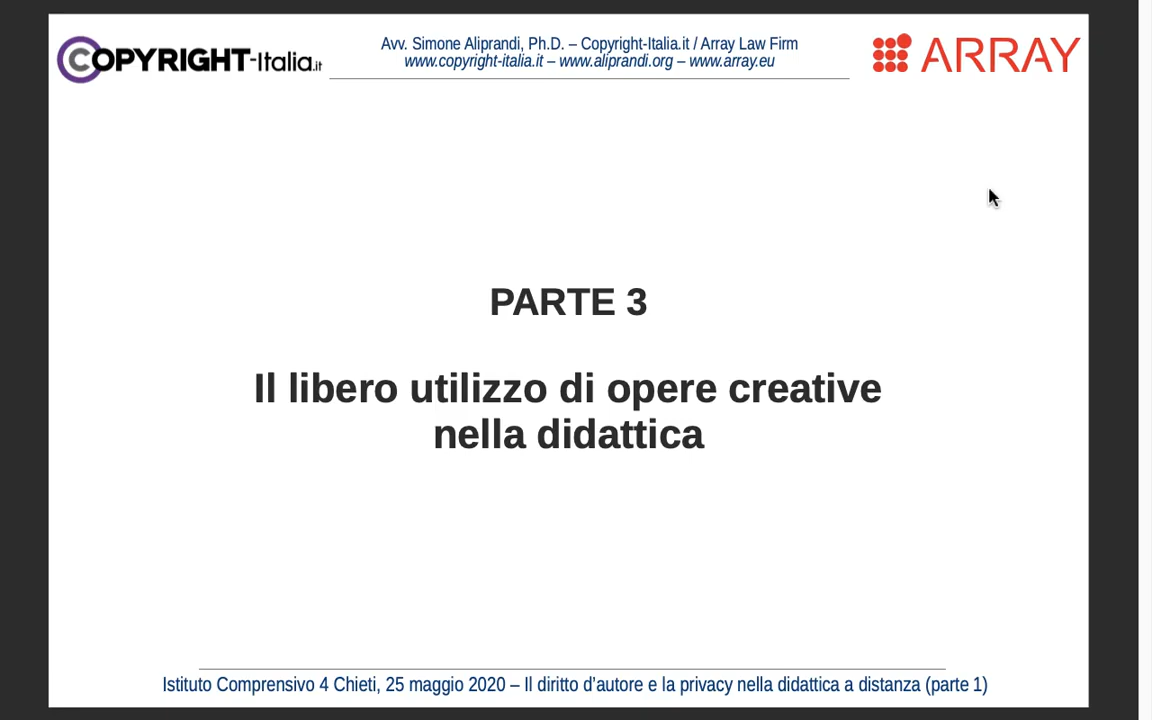 COPYRIGHT-Italia.it
Avv. Simone Aliprandi, Ph.D. – Copyright-Italia.it / Array Law Firm
www.copyright-italia.it – www.aliprandi.org – www.array.eu
ARRAY
PARTE 3
Il libero utilizzo di opere creative
nella didattica
Istituto Comprensivo 4 Chieti, 25 maggio 2020 – Il diritto d’autore e la privacy nella didattica a distanza (parte 1)